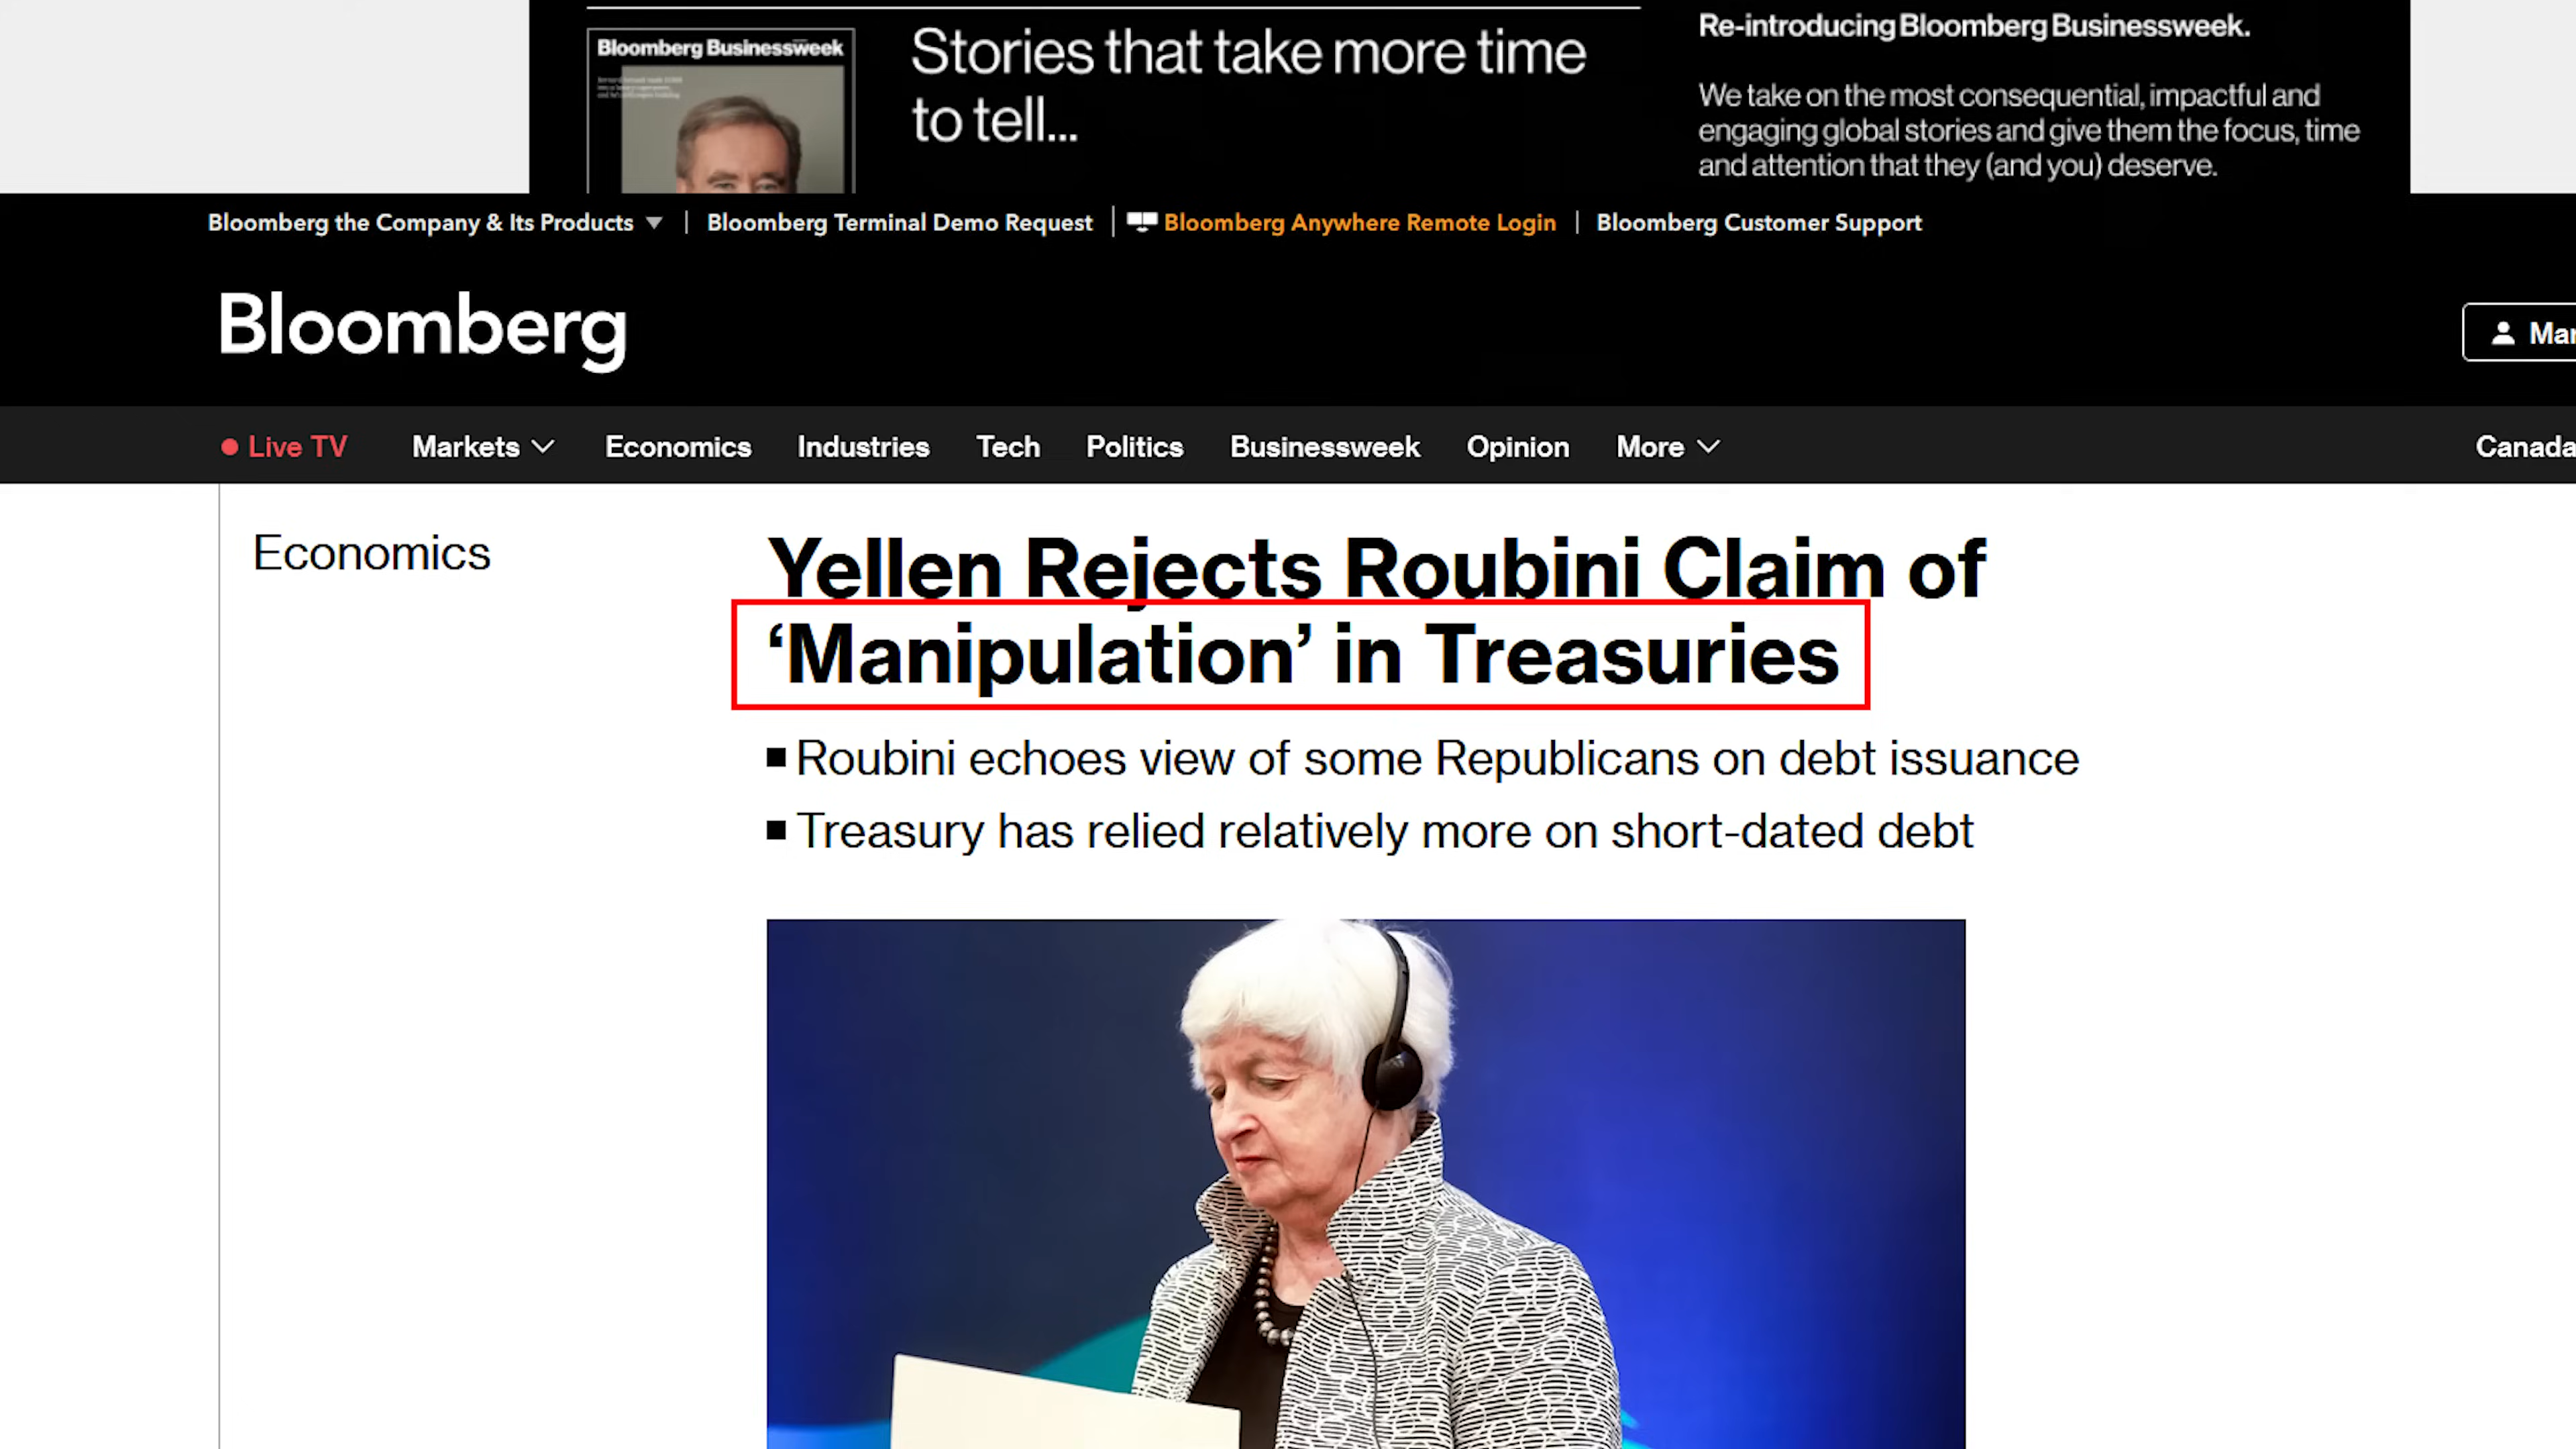 Bloomberg Businessweek
Stories that take more time
to tell...
Re-introducing Bloomberg Businessweek.
We take on the most consequential, impactful and
engaging global stories and give them the focus, time
and attention that they (and you) deserve.
Bloomberg the Company & Its Products
Bloomberg Terminal Demo Request
Bloomberg Anywhere Remote Login
Bloomberg Customer Support
Bloomberg
Live TV
Markets
Economics
Industries
Tech
Politics
Businessweek
Opinion
More
Canada
Economics
Yellen Rejects Roubini Claim of
‘Manipulation’ in Treasuries
Roubini echoes view of some Republicans on debt issuance
Treasury has relied relatively more on short-dated debt